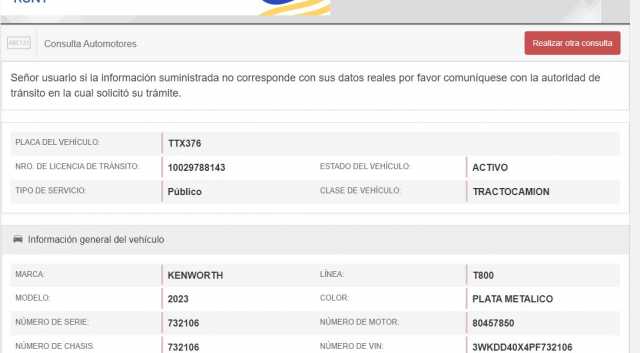 RUNT
ABC123
Consulta Automotores
Realizar otra consulta
Señor usuario si la información suministrada no corresponde con sus datos reales por favor comuníquese con la autoridad de
tránsito en la cual solicitó su trámite.
PLACA DEL VEHÍCULO: TTX376
NRO. DE LICENCIA DE TRÁNSITO: 10029788143 ESTADO DEL VEHÍCULO: ACTIVO
TIPO DE SERVICIO: Público CLASE DE VEHÍCULO: TRACTOCAMION
Información general del vehículo
MARCA: KENWORTH LÍNEA: T800
MODELO: 2023 COLOR: PLATA METALICO
NÚMERO DE SERIE: 732106 NÚMERO DE MOTOR: 80457850
NÚMERO DE CHASIS: 732106 NÚMERO DE VIN: 3WKDD40X4PF732106